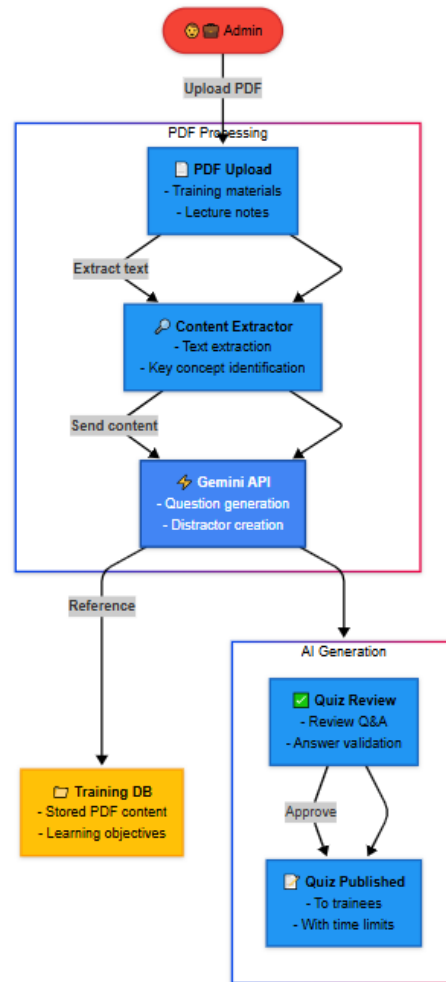 Admin
Upload PDF
PDF Processing
PDF Upload
- Training materials
- Lecture notes
Extract text
Content Extractor
- Text extraction
- Key concept identification
Send content
Gemini API
- Question generation
- Distractor creation
Reference
AI Generation
Quiz Review
- Review Q&A
- Answer validation
Training DB
- Stored PDF content
- Learning objectives
Approve
Quiz Published
- To trainees
- With time limits